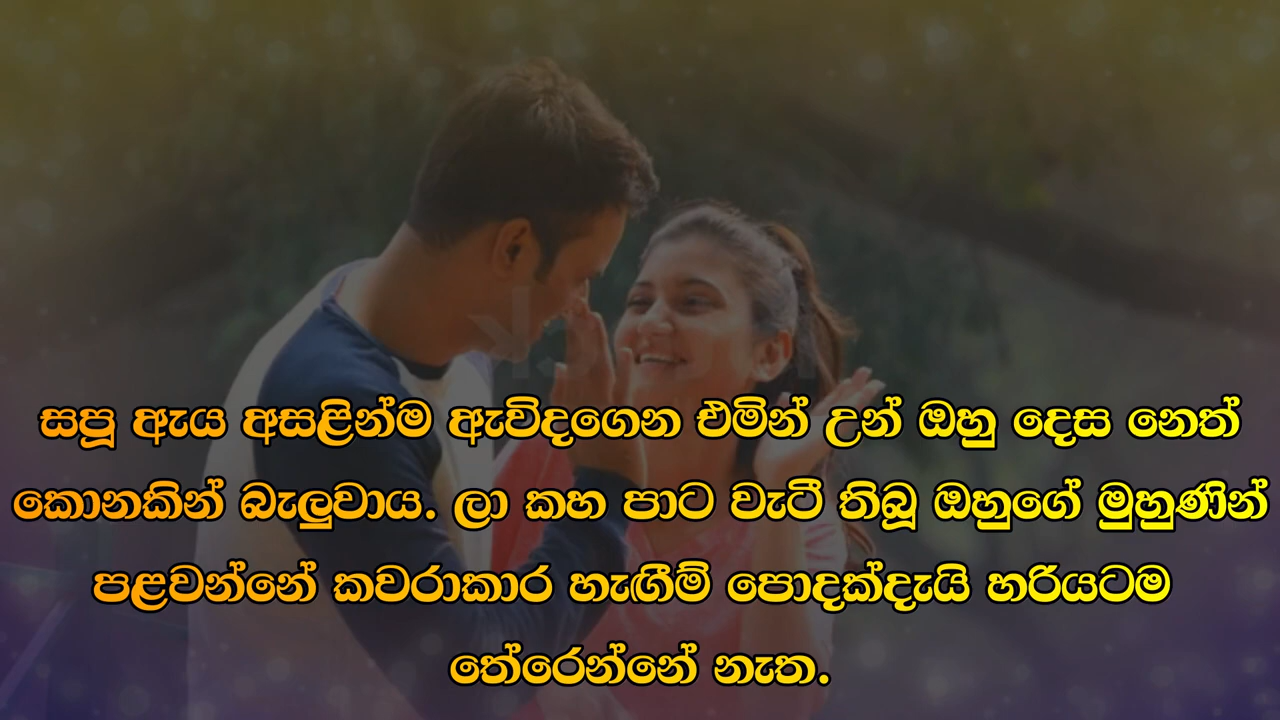 සපූ ඇය අසළින්ම ඇවිදගෙන එමින් උන් ඔහු දෙස නෙත්
කොනකින් බැලුවාය. ලා කහ පාට වැටී තිබූ ඔහුගේ මුහුණින්
පළවන්නේ කවරාකාර හැඟීම් පොදක්දැයි හරියටම
තේරෙන්නේ නැත.